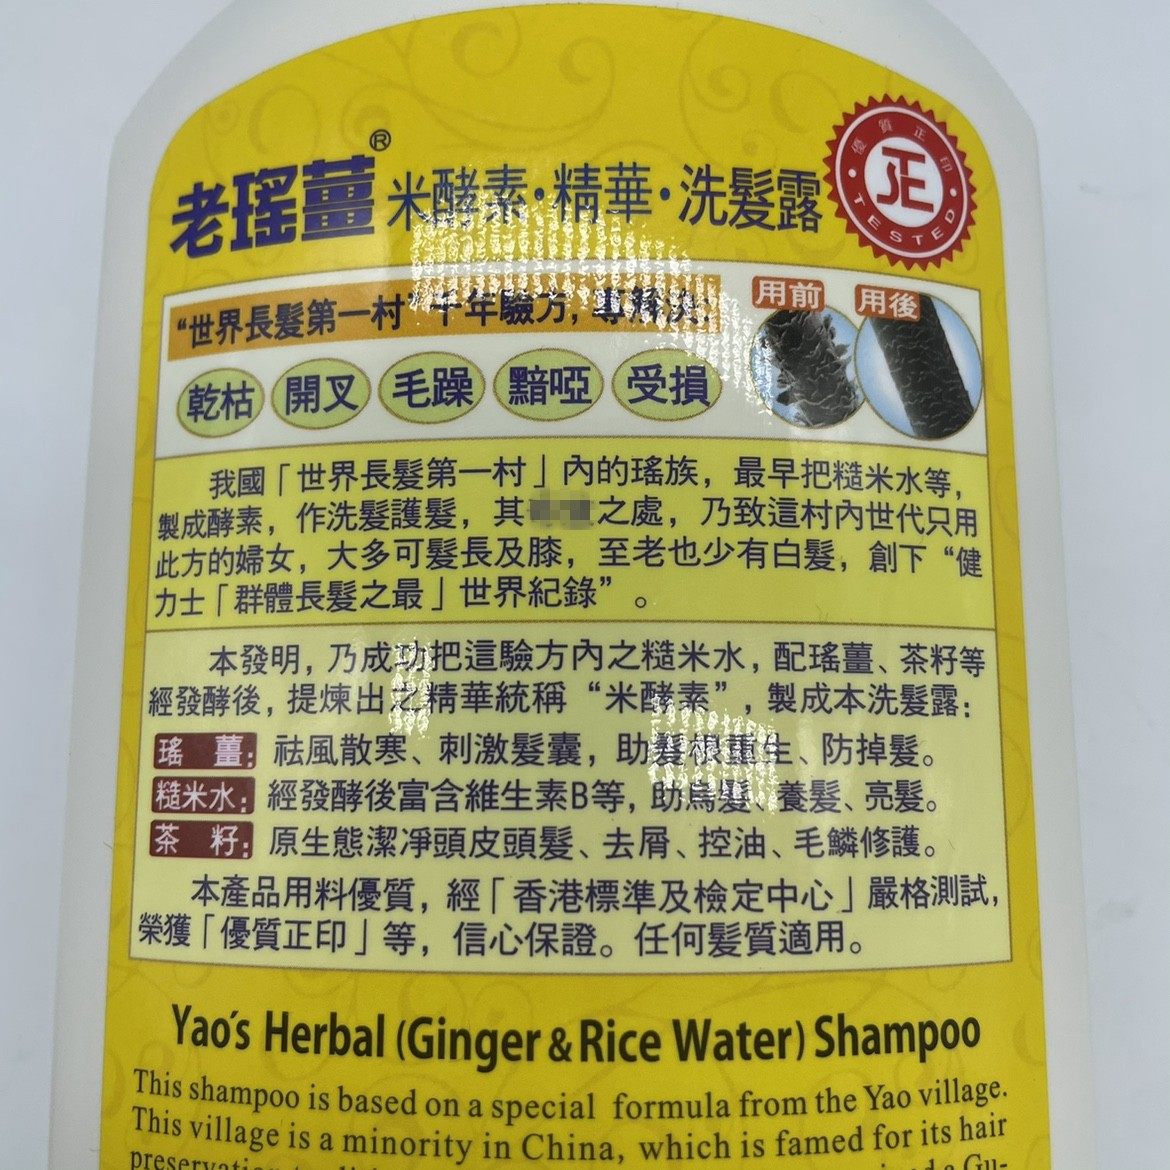 老瑤薑® 米酵素·精華·洗髮露
優質正印
正
TESTED
“世界長髮第一村”千年驗方,專解決:
用前 用後
乾枯 開叉 毛躁 黯啞 受損
我國「世界長髮第一村」內的瑤族，最早把糙米水等，
製成酵素，作洗髮護髮，其之處，乃致這村內世代只用
此方的婦女，大多可髮長及膝，至老也少有白髮，創下“健
力士「群體長髮之最」世界紀錄”。
本發明，乃成功把這驗方內之糙米水，配瑤薑、茶籽等
經發酵後，提煉出之精華統稱“米酵素”，製成本洗髮露：
瑤薑：祛風散寒、刺激髮囊，助髮根重生、防掉髮。
糙米水：經發酵後富含維生素B等，助烏髮、養髮、亮髮。
茶籽：原生態潔凈頭皮頭髮、去屑、控油、毛鱗修護。
本產品用料優質，經「香港標準及檢定中心」嚴格測試，
榮獲「優質正印」等，信心保證。任何髮質適用。
Yao's Herbal (Ginger & Rice Water) Shampoo
This shampoo is based on a special formula from the Yao village.
This village is a minority in China, which is famed for its hair